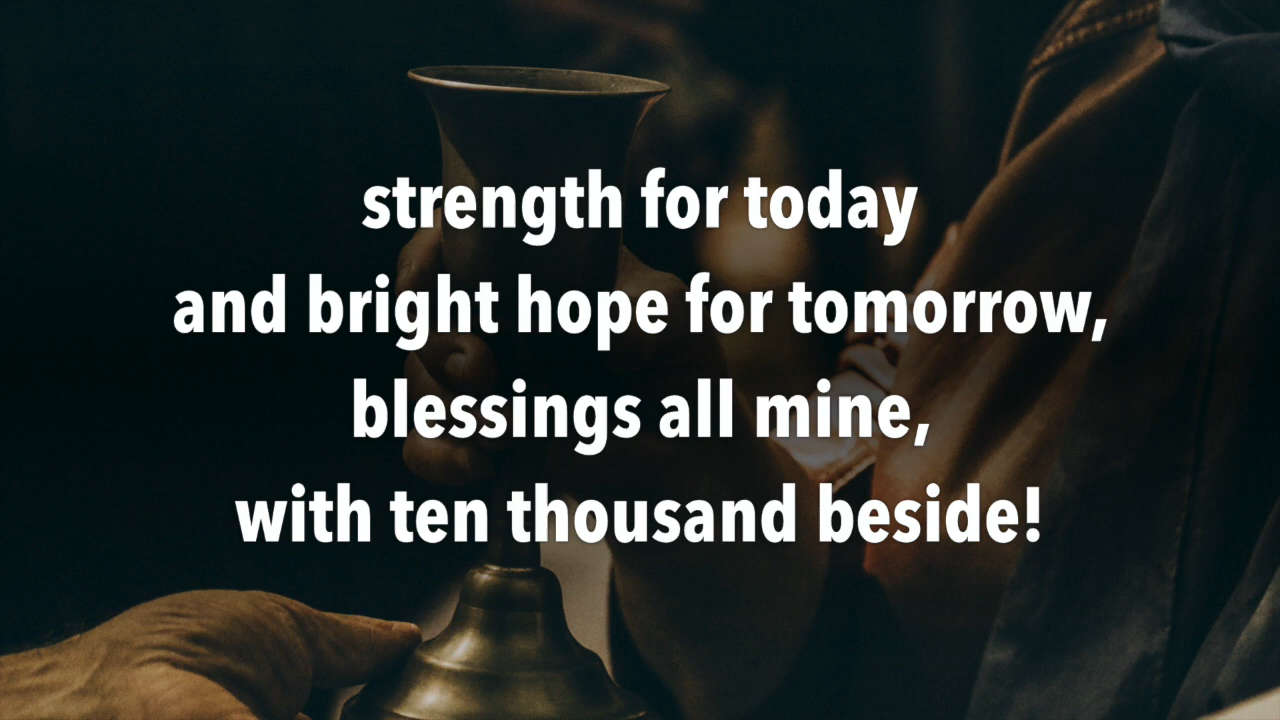 strength for today
and bright hope for tomorrow,
blessings all mine,
with ten thousand beside!